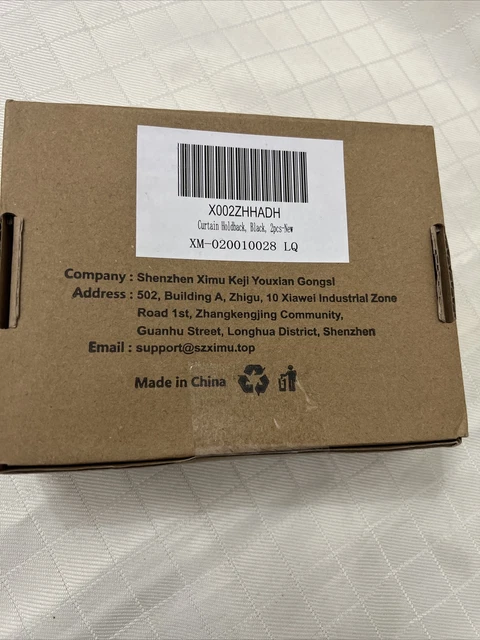 X002ZHHADH
Curtain Holdback, Black, 2pcs-New
XM-020010028 LQ
Company : Shenzhen Ximu Keji Youxian Gongsi
Address : 502, Building A, Zhigu, 10 Xiawei Industrial Zone
Road 1st, Zhangkengjing Community,
Guanhu Street, Longhua District, Shenzhen
Email : support@szximu.top
Made in China